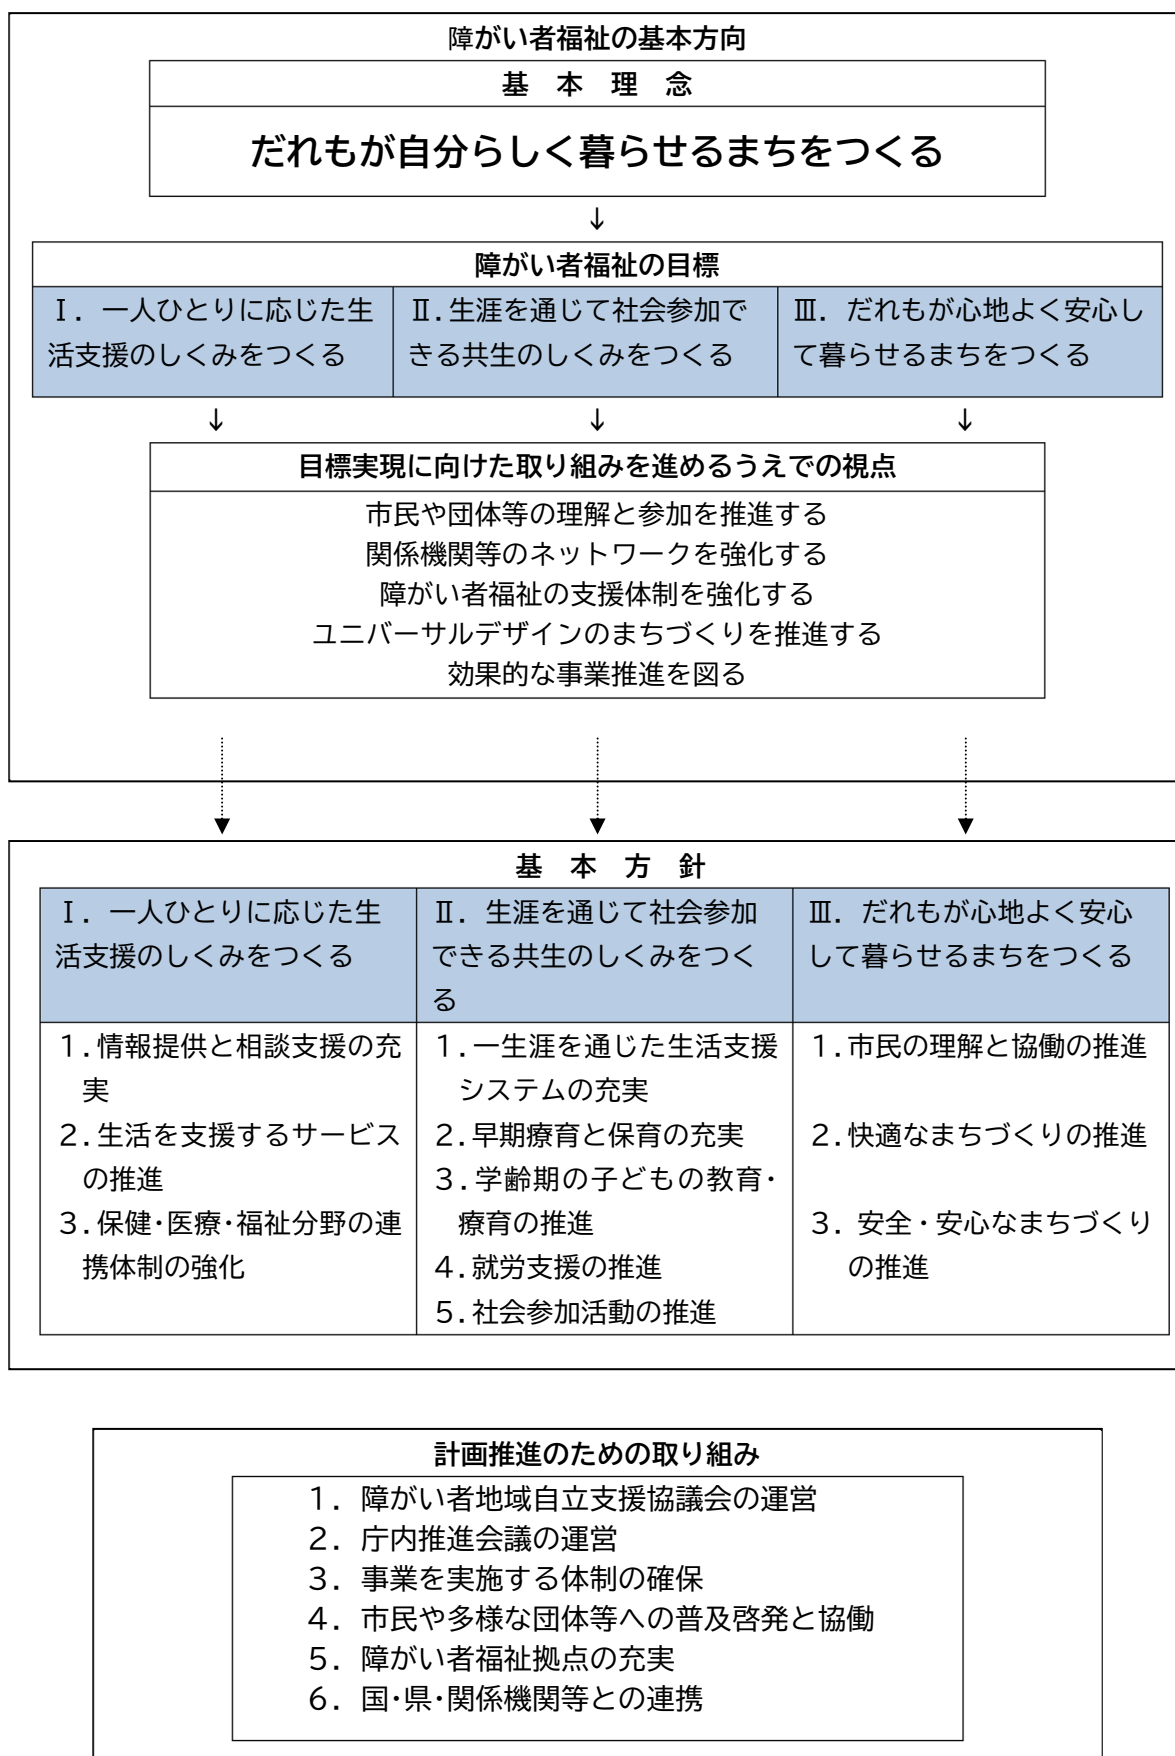 障がい者福祉の基本方向
基　本　理　念
だれもが自分らしく暮らせるまちをつくる
↓
障がい者福祉の目標
Ⅰ．一人ひとりに応じた生
活支援のしくみをつくる
Ⅱ.生涯を通じて社会参加で
きる共生のしくみをつくる
Ⅲ．だれもが心地よく安心し
て暮らせるまちをつくる
↓　↓　↓
目標実現に向けた取り組みを進めるうえでの視点
市民や団体等の理解と参加を推進する
関係機関等のネットワークを強化する
障がい者福祉の支援体制を強化する
ユニバーサルデザインのまちづくりを推進する
効果的な事業推進を図る
基　本　方　針
Ⅰ．一人ひとりに応じた生
活支援のしくみをつくる
Ⅱ．生涯を通じて社会参加
できる共生のしくみをつく
る
Ⅲ．だれもが心地よく安心
して暮らせるまちをつくる
１.情報提供と相談支援の充
実
２.生活を支援するサービス
の推進
３.保健・医療・福祉分野の連
携体制の強化
１.一生涯を通じた生活支援
システムの充実
２.早期療育と保育の充実
３.学齢期の子どもの教育・
療育の推進
４.就労支援の推進
５.社会参加活動の推進
１.市民の理解と協働の推進
２.快適なまちづくりの推進
３. 安全・安心なまちづくり
の推進
計画推進のための取り組み
１．障がい者地域自立支援協議会の運営
２．庁内推進会議の運営
３．事業を実施する体制の確保
４．市民や多様な団体等への普及啓発と協働
５．障がい者福祉拠点の充実
６．国・県・関係機関等との連携